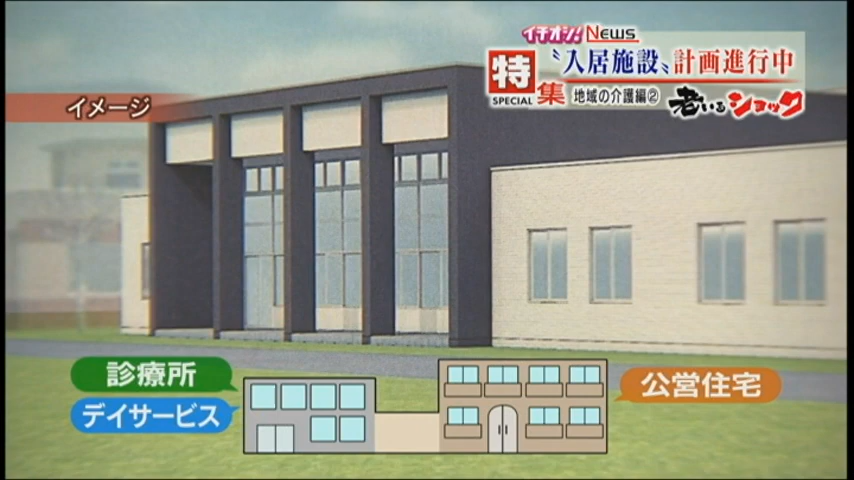 イチオシ! NEWS
特集 SPECIAL
〝入居施設〟計画進行中
地域の介護編② 老いるショック
イメージ
診療所
デイサービス
公営住宅